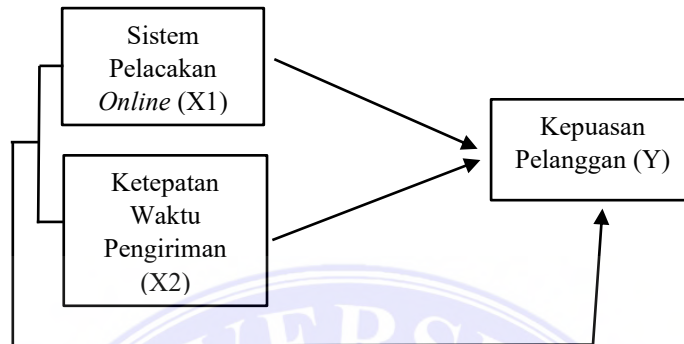 Sistem
Pelacakan
Online (X1)
Ketepatan
Waktu
Pengiriman
(X2)
Kepuasan
Pelanggan (Y)